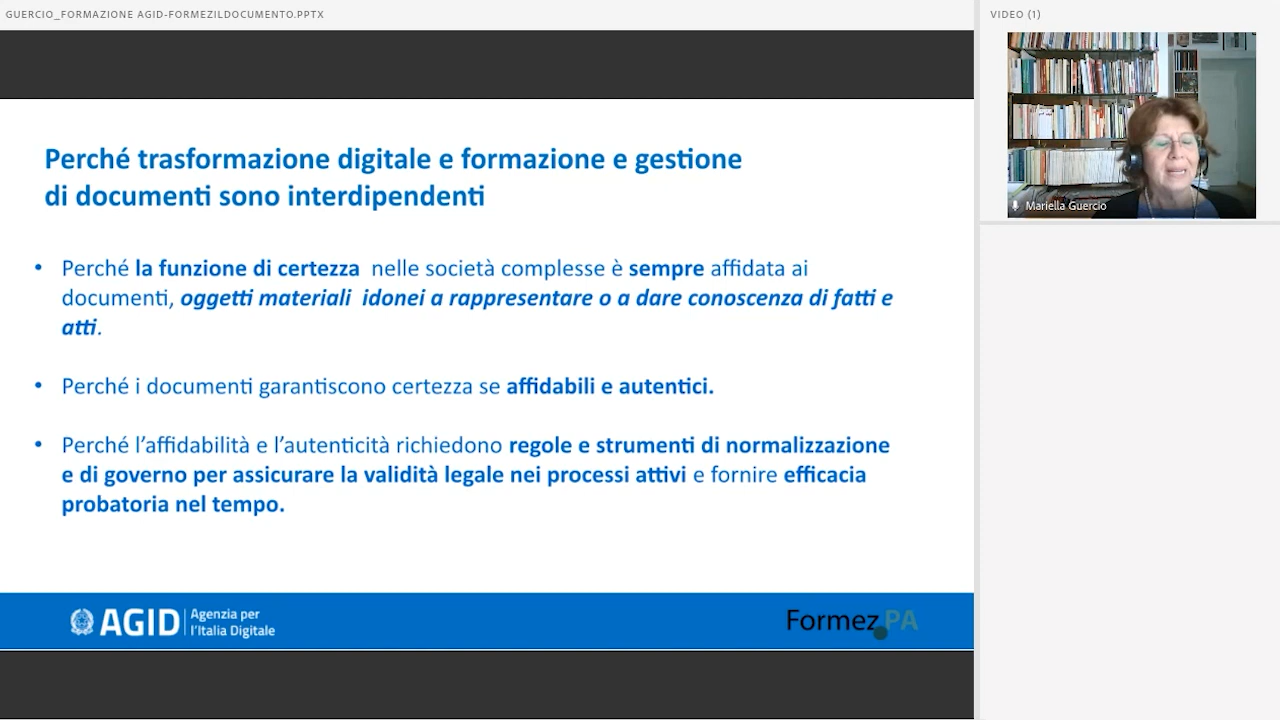 GUERCIO_FORMAZIONE AGID-FORMEZILDOCUMENTO.PPTX
VIDEO (1)
Mariella Guercio
Perché trasformazione digitale e formazione e gestione
di documenti sono interdipendenti
• Perché la funzione di certezza nelle società complesse è sempre affidata ai
documenti, oggetti materiali idonei a rappresentare o a dare conoscenza di fatti e
atti.
• Perché i documenti garantiscono certezza se affidabili e autentici.
• Perché l’affidabilità e l’autenticità richiedono regole e strumenti di normalizzazione
e di governo per assicurare la validità legale nei processi attivi e fornire efficacia
probatoria nel tempo.
AGID
Agenzia per
l’Italia Digitale
Formez PA